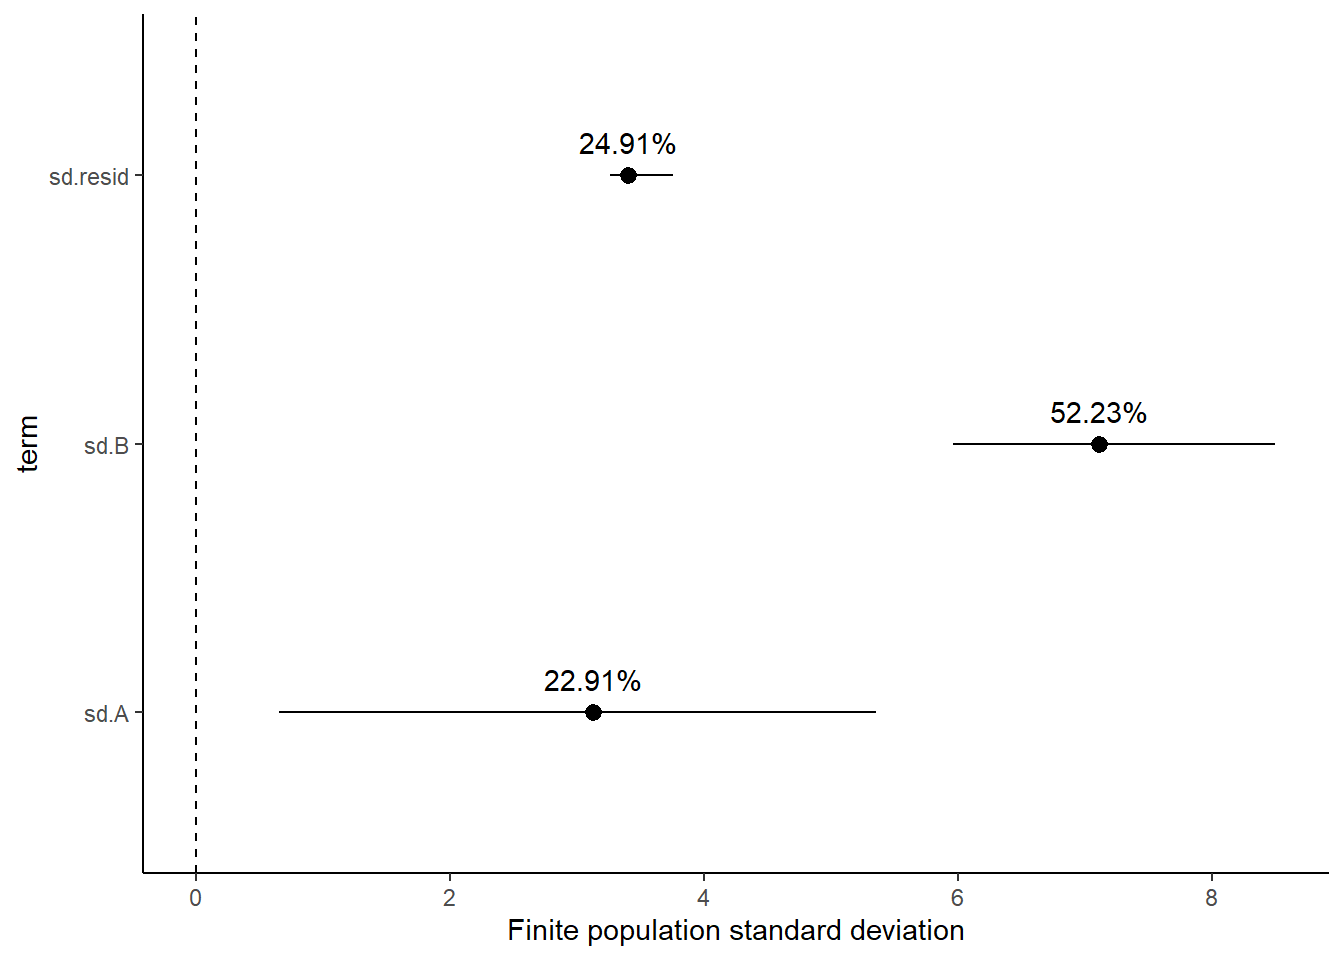 24.91%
sd.resid
52.23%
sd.B
term
22.91%
sd.A
0 2 4 6 8
Finite population standard deviation